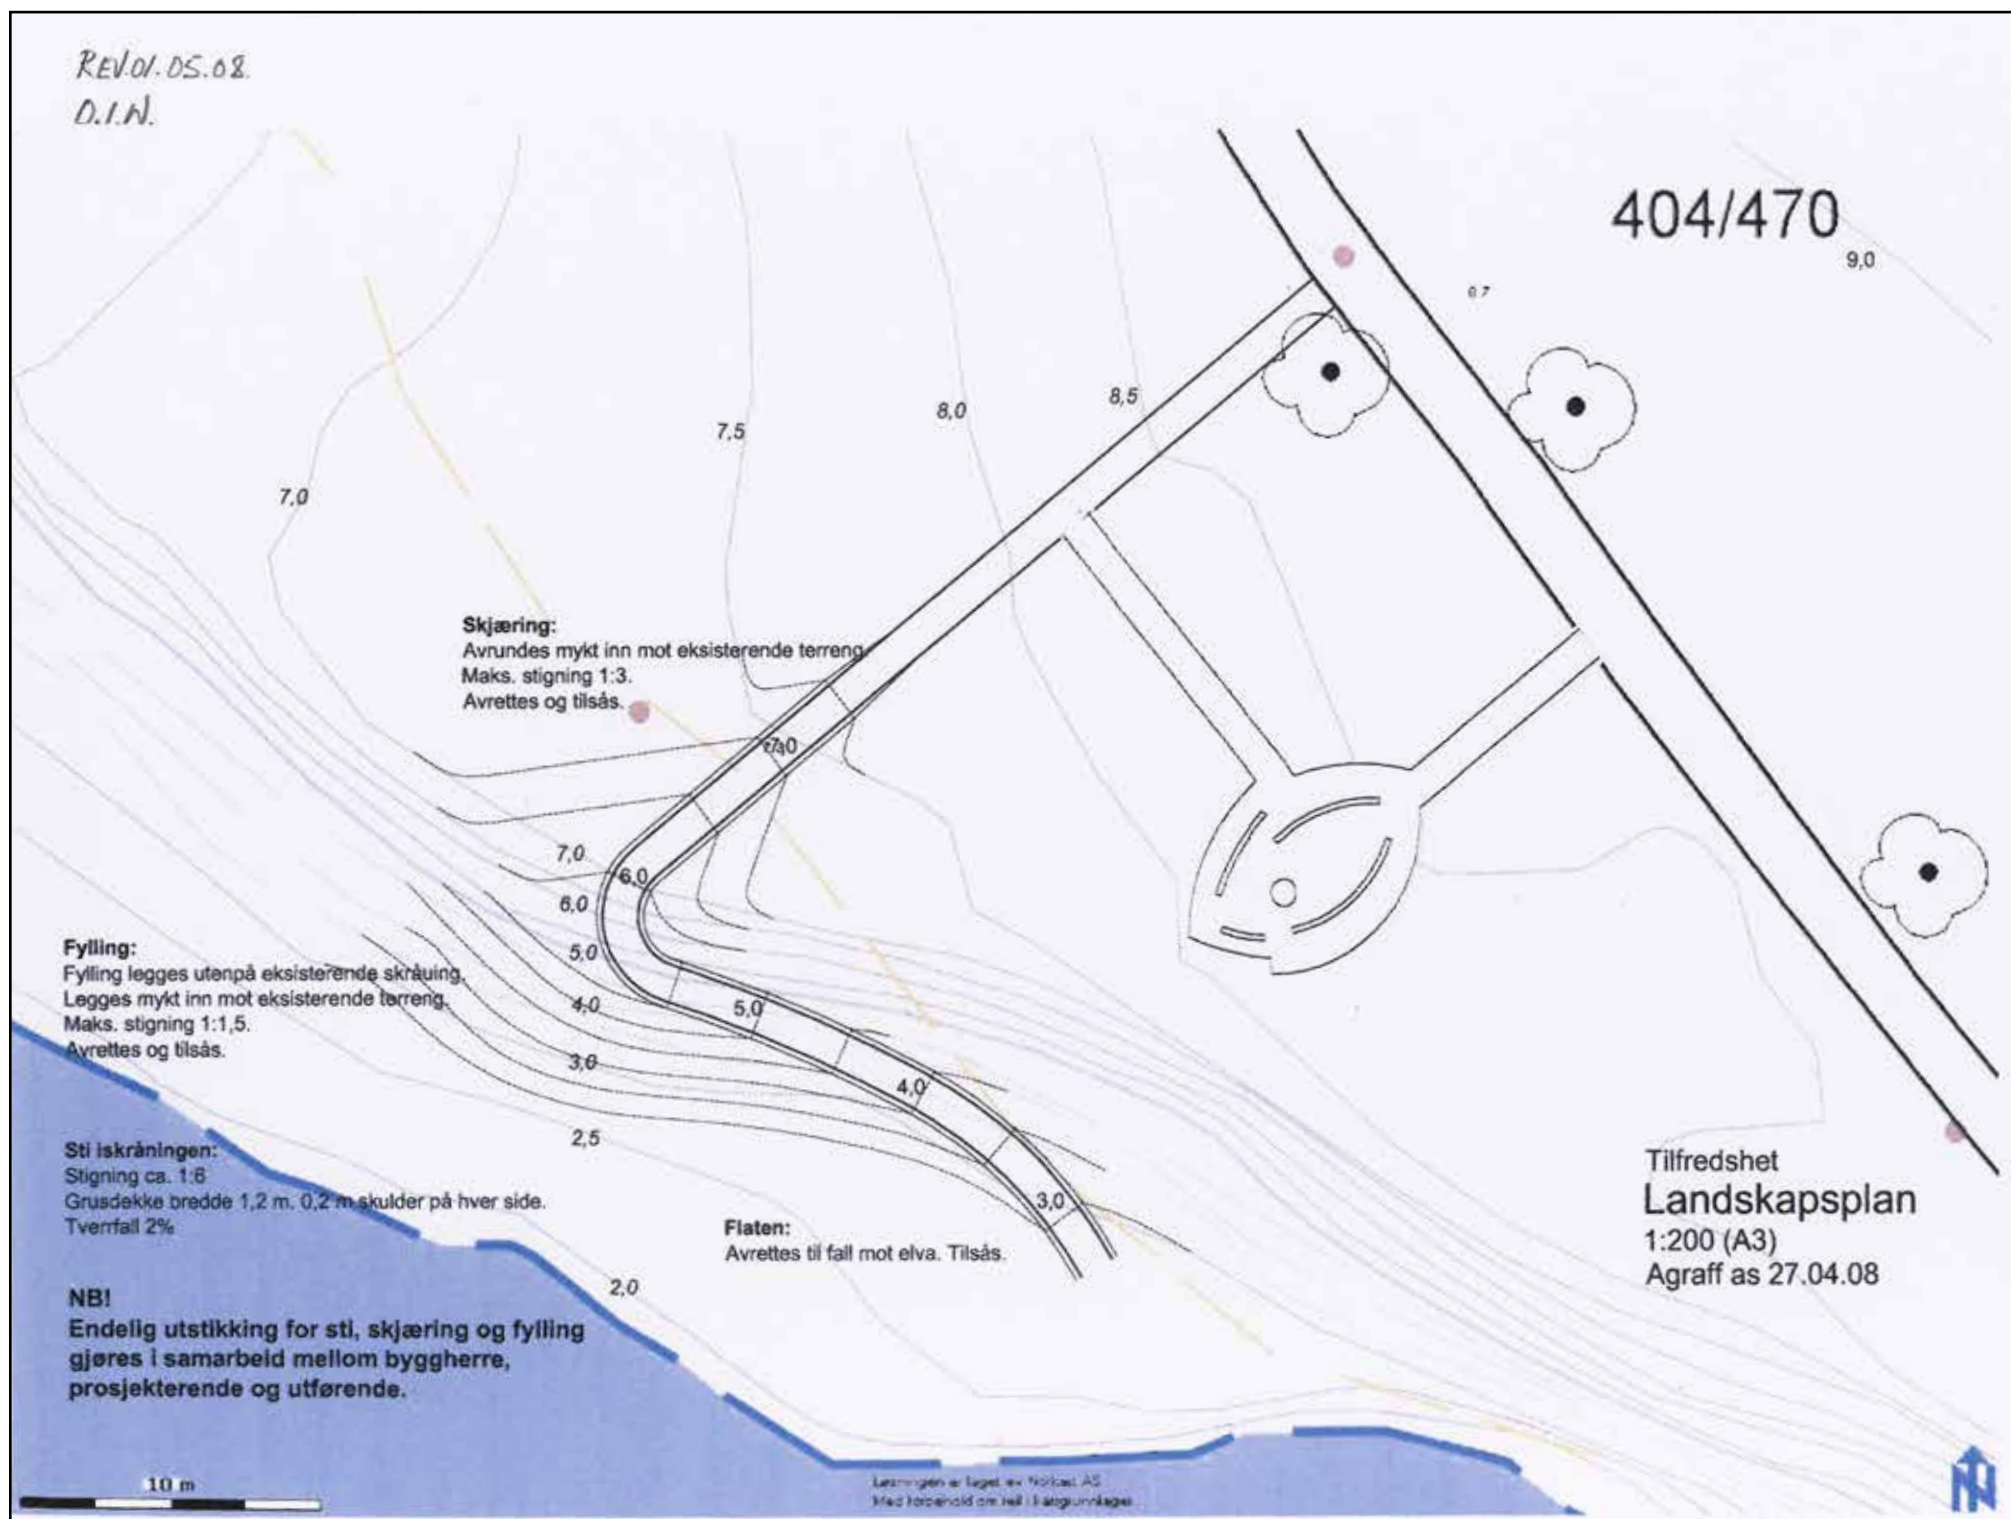 REV.01.05.08.
D.I.W.
404/470
9,0
8,5
8,0
7,5
7,0
Skjæring:
Avrundes mykt inn mot eksisterende terreng
Maks. stigning 1:3.
Avrettes og tilsås.
7,0
7,0
6,0
6,0
5,0
Fylling:
Fylling legges utenpå eksisterende skråuing.
Legges mykt inn mot eksisterende terreng.
Maks. stigning 1:1,5.
Avrettes og tilsås.
4,0
5,0
3,0
4,0
2,5
3,0
Sti iskråningen:
Stigning ca. 1:6
Grusdekke bredde 1,2 m. 0,2 m skulder på hver side.
Tverrfall 2%
Flaten:
Avrettes til fall mot elva. Tilsås.
2,0
NB!
Endelig utstikking for sti, skjæring og fylling
gjøres i samarbeid mellom byggherre,
prosjekterende og utførende.
Tilfredshet
Landskapsplan
1:200 (A3)
Agraff as 27.04.08
10 m
N